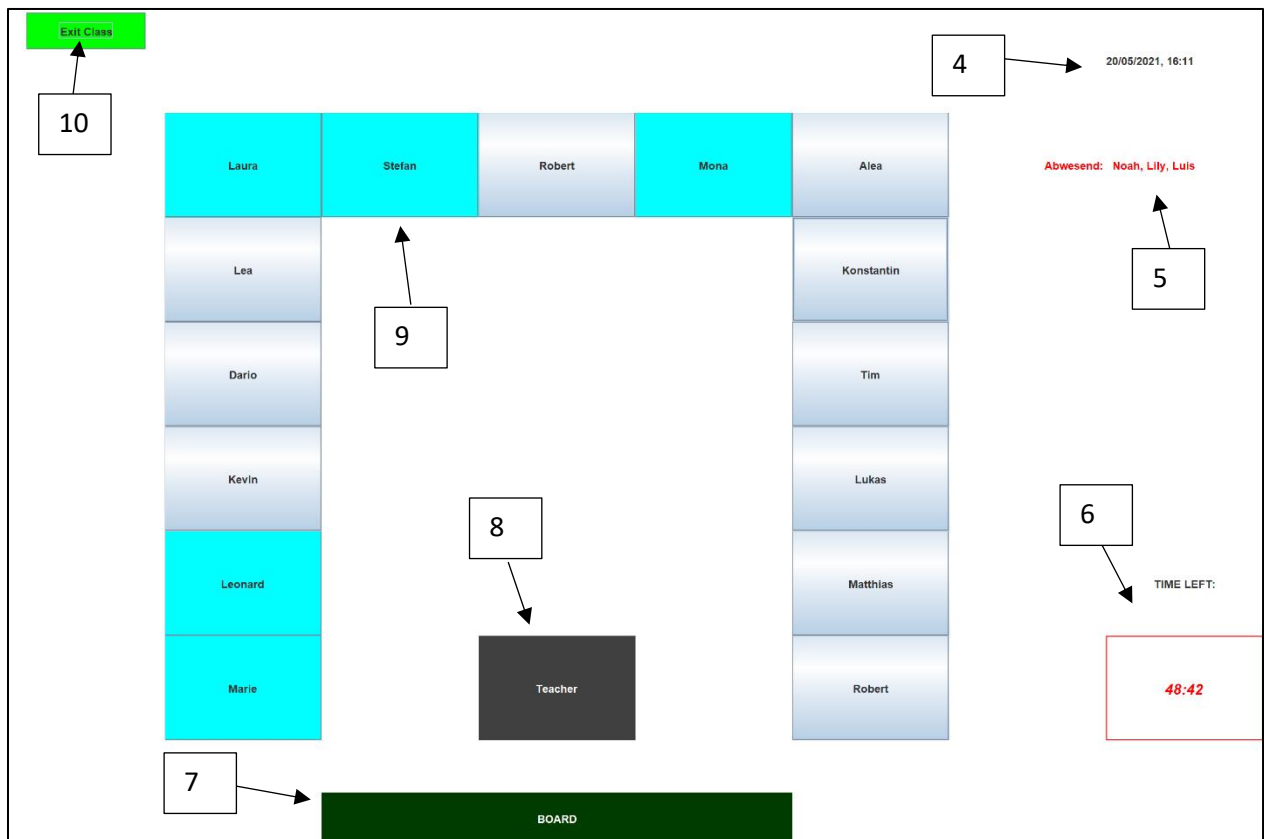 Exit Class
4
20/05/2021, 16:11
10
Laura
Stefan
Robert
Mona
Alea
Abwesend: Noah, Lily, Luis
Lea
Konstantin
5
9
Dario
Tim
Kevin
Lukas
8
6
Leonard
Matthias
TIME LEFT:
Marie
Teacher
Robert
48:42
7
BOARD